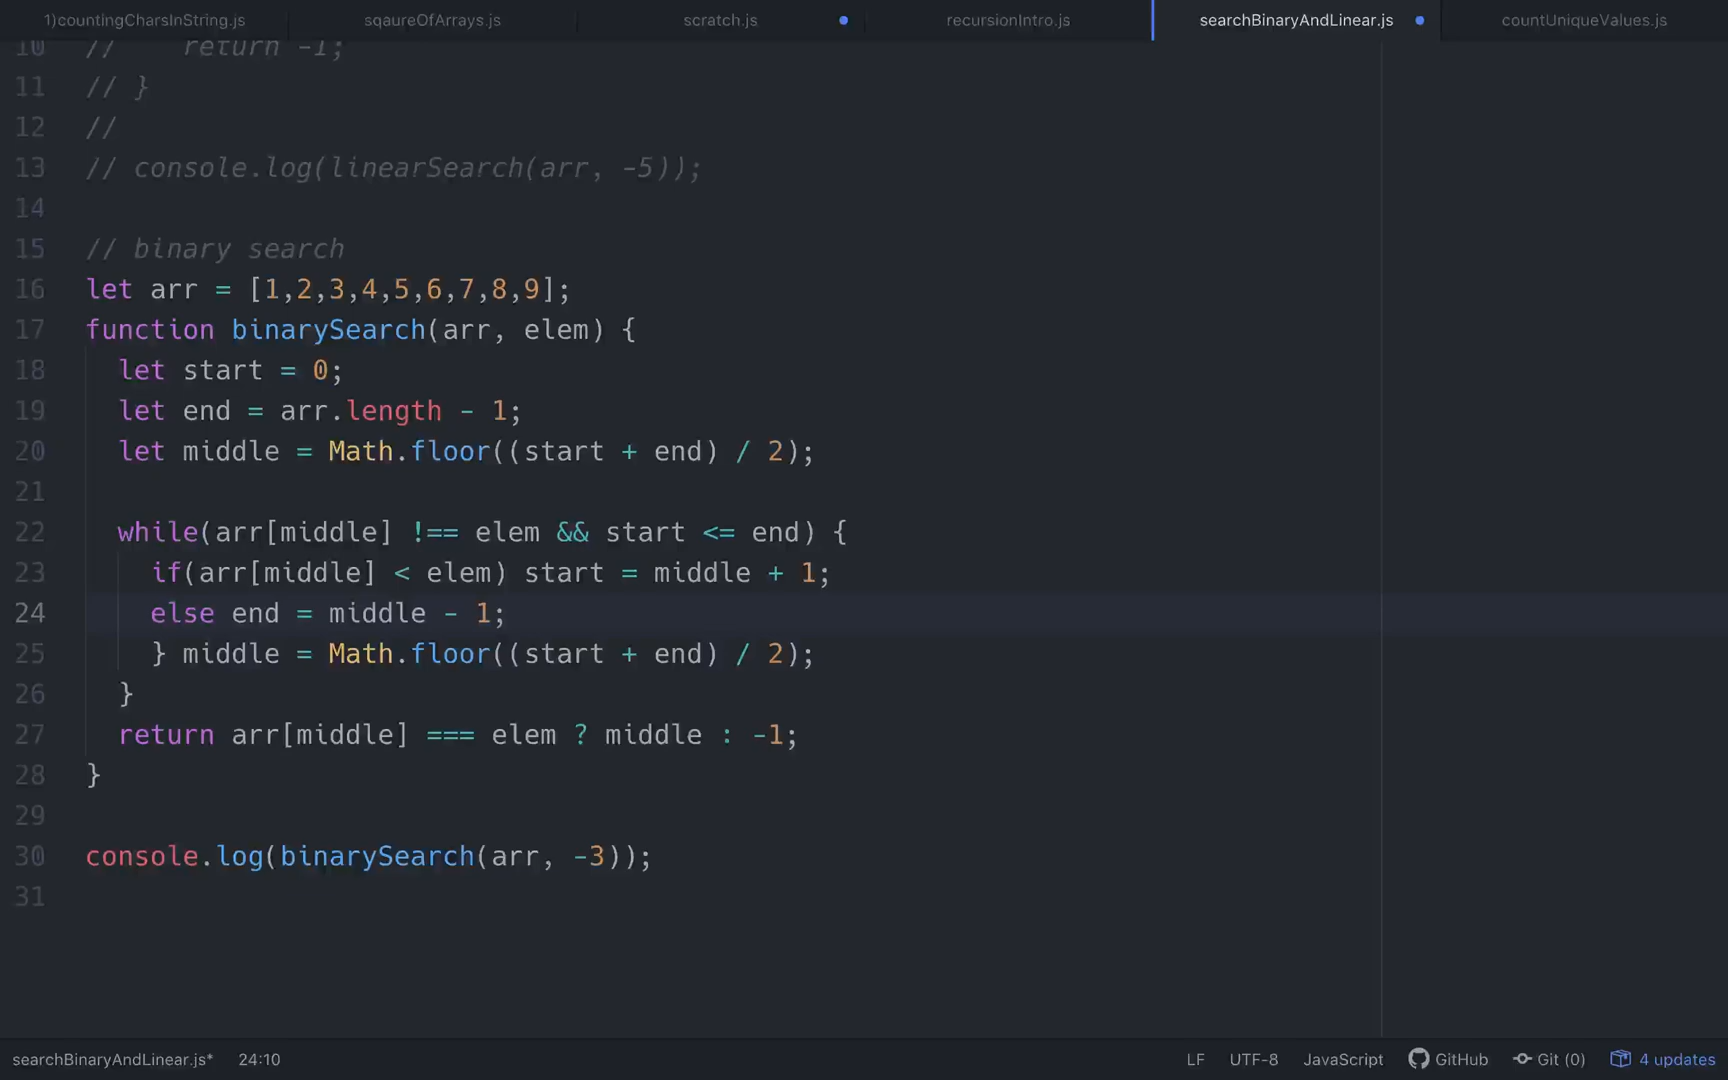 1)countingCharsInString.js sqaureOfArrays.js scratch.js recursionIntro.js searchBinaryAndLinear.js countUniqueValues.js
10 //    return -1;
11 // }
12 //
13 // console.log(linearSearch(arr, -5));
14
15 // binary search
16 let arr = [1,2,3,4,5,6,7,8,9];
17 function binarySearch(arr, elem) {
18   let start = 0;
19   let end = arr.length - 1;
20   let middle = Math.floor((start + end) / 2);
21
22   while(arr[middle] !== elem && start <= end) {
23     if(arr[middle] < elem) start = middle + 1;
24     else end = middle - 1;
25     } middle = Math.floor((start + end) / 2);
26   }
27   return arr[middle] === elem ? middle : -1;
28 }
29
30 console.log(binarySearch(arr, -3));
31
searchBinaryAndLinear.js* 24:10 LF UTF-8 JavaScript GitHub Git (0) 4 updates